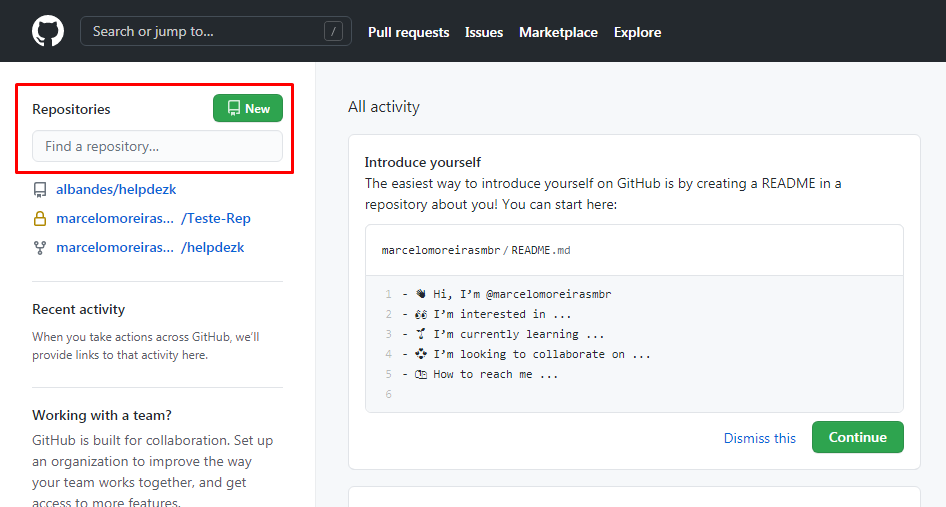 Search or jump to... /
Pull requests Issues Marketplace Explore
Repositories
New
Find a repository...
albandes/helpdezk
marcelomoreiras... /Teste-Rep
marcelomoreiras... /helpdezk
Recent activity
When you take actions across GitHub, we'll
provide links to that activity here.
Working with a team?
GitHub is built for collaboration. Set up
an organization to improve the way
your team works together, and get
access to more features.
All activity
Introduce yourself
The easiest way to introduce yourself on GitHub is by creating a README in a
repository about you! You can start here:
marcelomoreirasmbr / README.md
1 - 👋 Hi, I'm @marcelomoreirasmbr
2 - 👀 I'm interested in ...
3 - 🌱 I'm currently learning ...
4 - 💞️ I'm looking to collaborate on ...
5 - 📫 How to reach me ...
6
Dismiss this
Continue